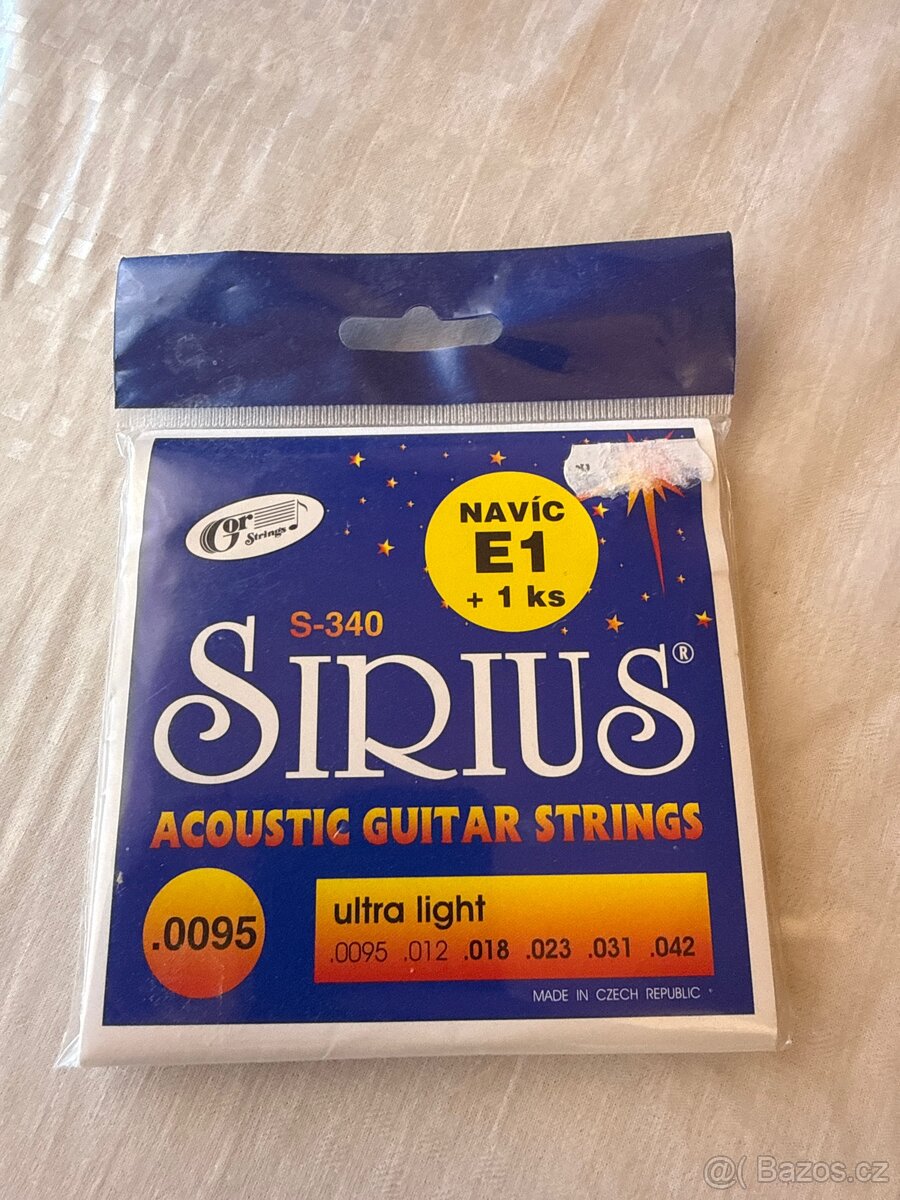 Gor
Strings
NAVÍC
E1
+ 1 ks
S-340
SIRIUS®
ACOUSTIC GUITAR STRINGS
.0095
ultra light
.0095 .012 .018 .023 .031 .042
MADE IN CZECH REPUBLIC
@( Bazos.cz